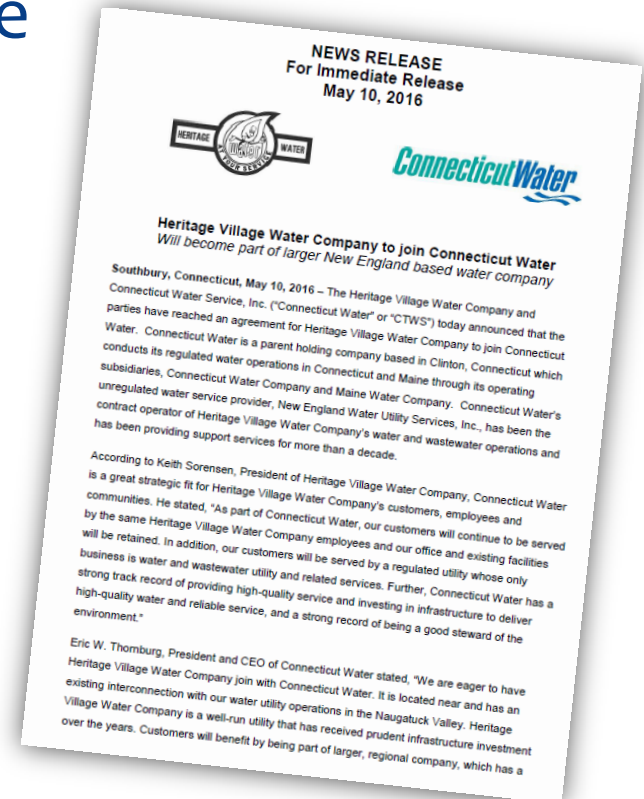 e
NEWS RELEASE
For Immediate Release
May 10, 2016
HERITAGE
WATER
AT YOUR SERVICE
ConnecticutWater
Heritage Village Water Company to join Connecticut Water
Will become part of larger New England based water company
Southbury, Connecticut, May 10, 2016 – The Heritage Village Water Company and
Connecticut Water Service, Inc. ("Connecticut Water" or "CTWS") today announced that the
parties have reached an agreement for Heritage Village Water Company to join Connecticut
Water. Connecticut Water is a parent holding company based in Clinton, Connecticut which
conducts its regulated water operations in Connecticut and Maine through its operating
subsidiaries, Connecticut Water Company and Maine Water Company. Connecticut Water's
unregulated water service provider, New England Water Utility Services, Inc., has been the
contract operator of Heritage Village Water Company's water and wastewater operations and
has been providing support services for more than a decade.
According to Keith Sorensen, President of Heritage Village Water Company, Connecticut Water
is a great strategic fit for Heritage Village Water Company's customers, employees and
communities. He stated, "As part of Connecticut Water, our customers will continue to be served
by the same Heritage Village Water Company employees and our office and existing facilities
will be retained. In addition, our customers will be served by a regulated utility whose only
business is water and wastewater utility and related services. Further, Connecticut Water has a
strong track record of providing high-quality service and investing in infrastructure to deliver
high-quality water and reliable service, and a strong record of being a good steward of the
environment."
Eric W. Thornburg, President and CEO of Connecticut Water stated, "We are eager to have
Heritage Village Water Company join with Connecticut Water. It is located near and has an
existing interconnection with our water utility operations in the Naugatuck Valley. Heritage
Village Water Company is a well-run utility that has received prudent infrastructure investment
over the years. Customers will benefit by being part of larger, regional company, which has a